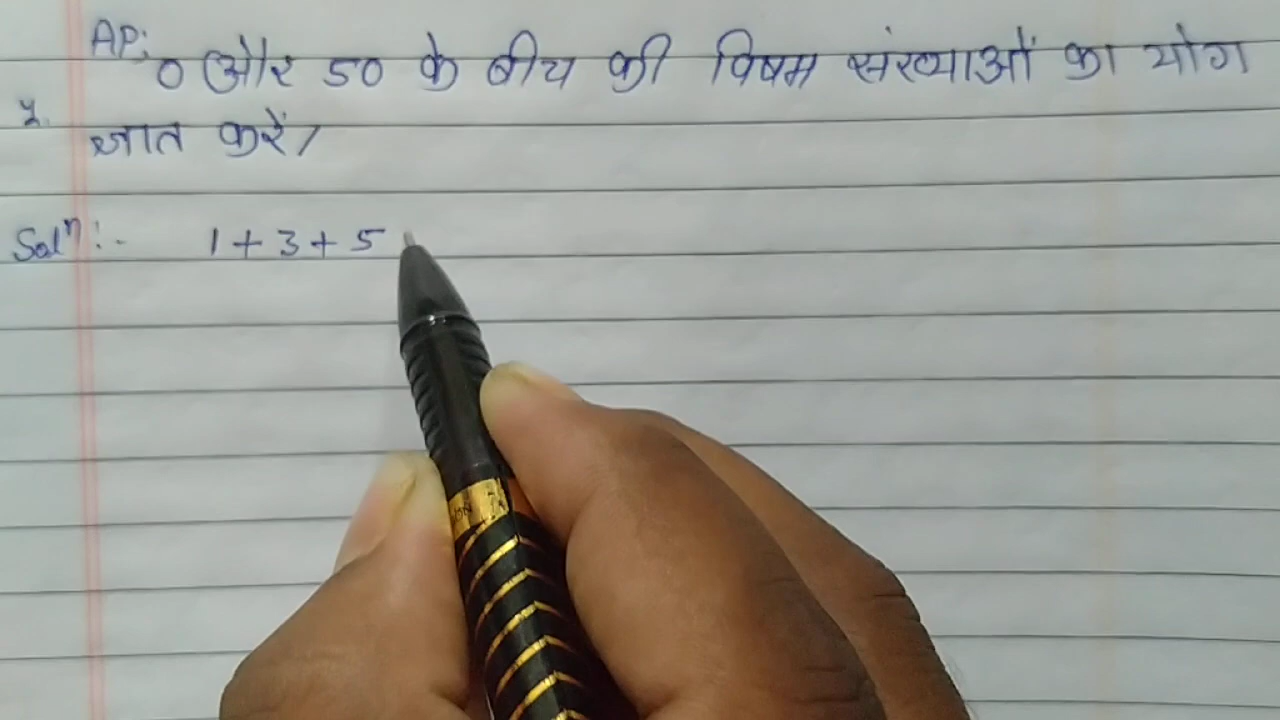 AP:
0 और 50 के बीच की विषम संख्याओं का योग
ज्ञात करें/
Solⁿ:- 1 + 3 + 5